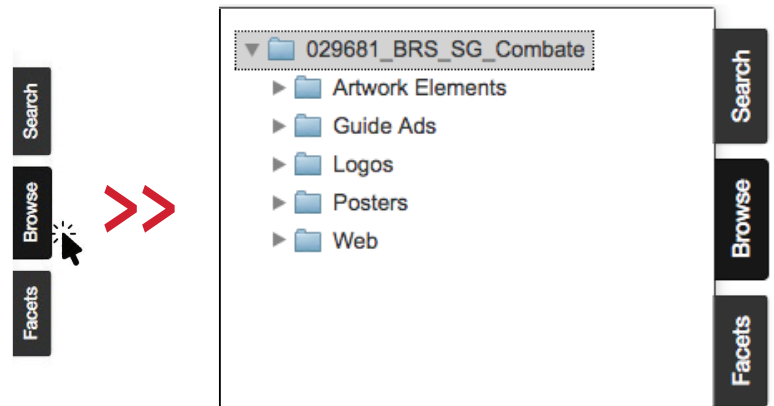 Search
Browse
Facets
>>
029681_BRS_SG_Combate
Artwork Elements
Guide Ads
Logos
Posters
Web
Search
Browse
Facets